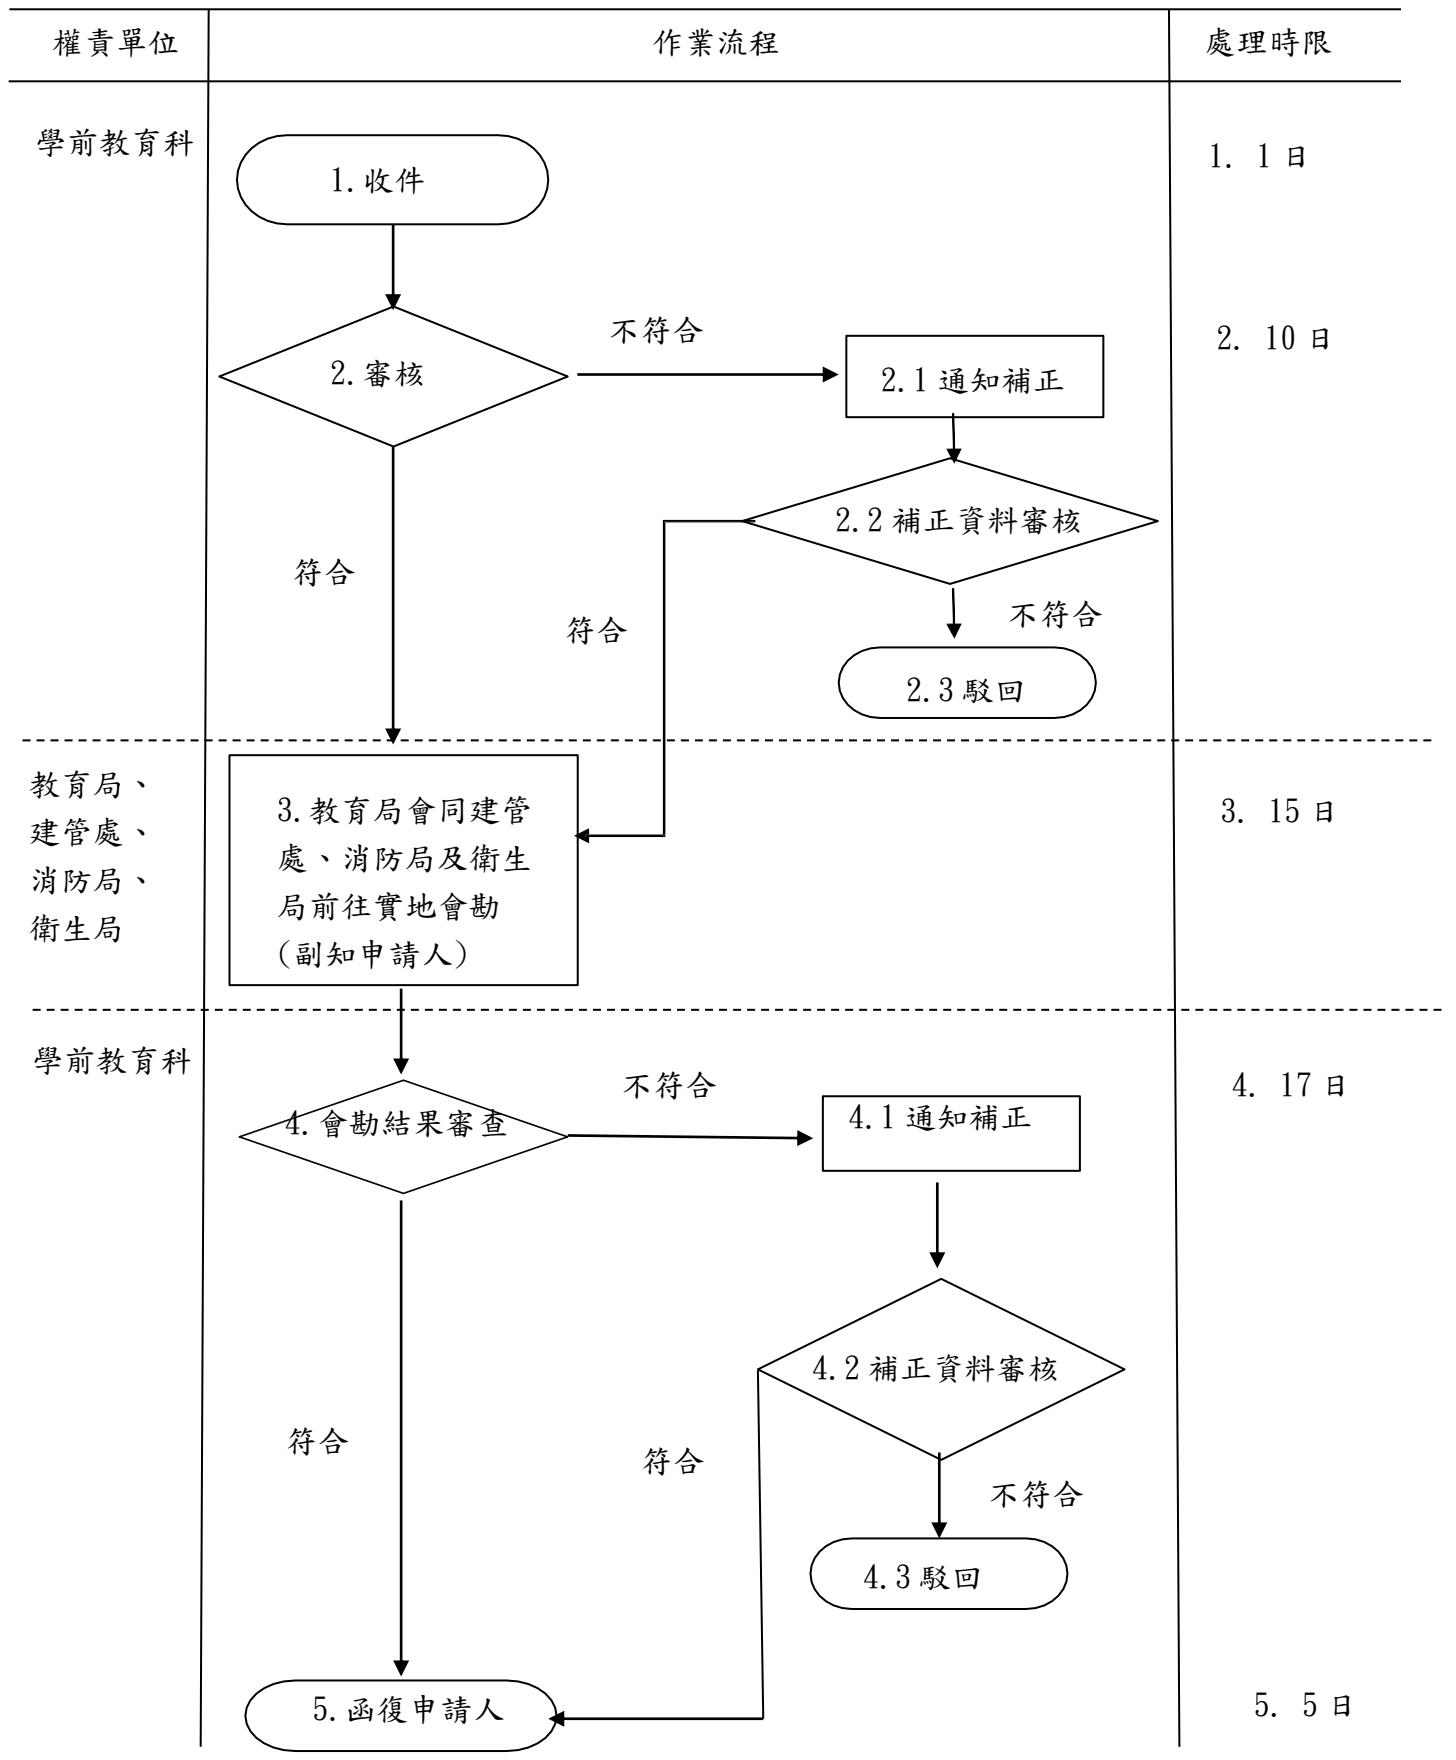 權責單位
作業流程
處理時限
學前教育科
1.收件
1. 1日
2.審核
不符合
2.1通知補正
2. 10日
2.2補正資料審核
符合
符合
不符合
2.3駁回
教育局、
建管處、
消防局、
衛生局
3.教育局會同建管
處、消防局及衛生
局前往實地會勘
(副知申請人)
3. 15日
學前教育科
4.會勘結果審查
不符合
4.1通知補正
4. 17日
4.2補正資料審核
符合
符合
不符合
4.3駁回
5.函復申請人
5. 5日